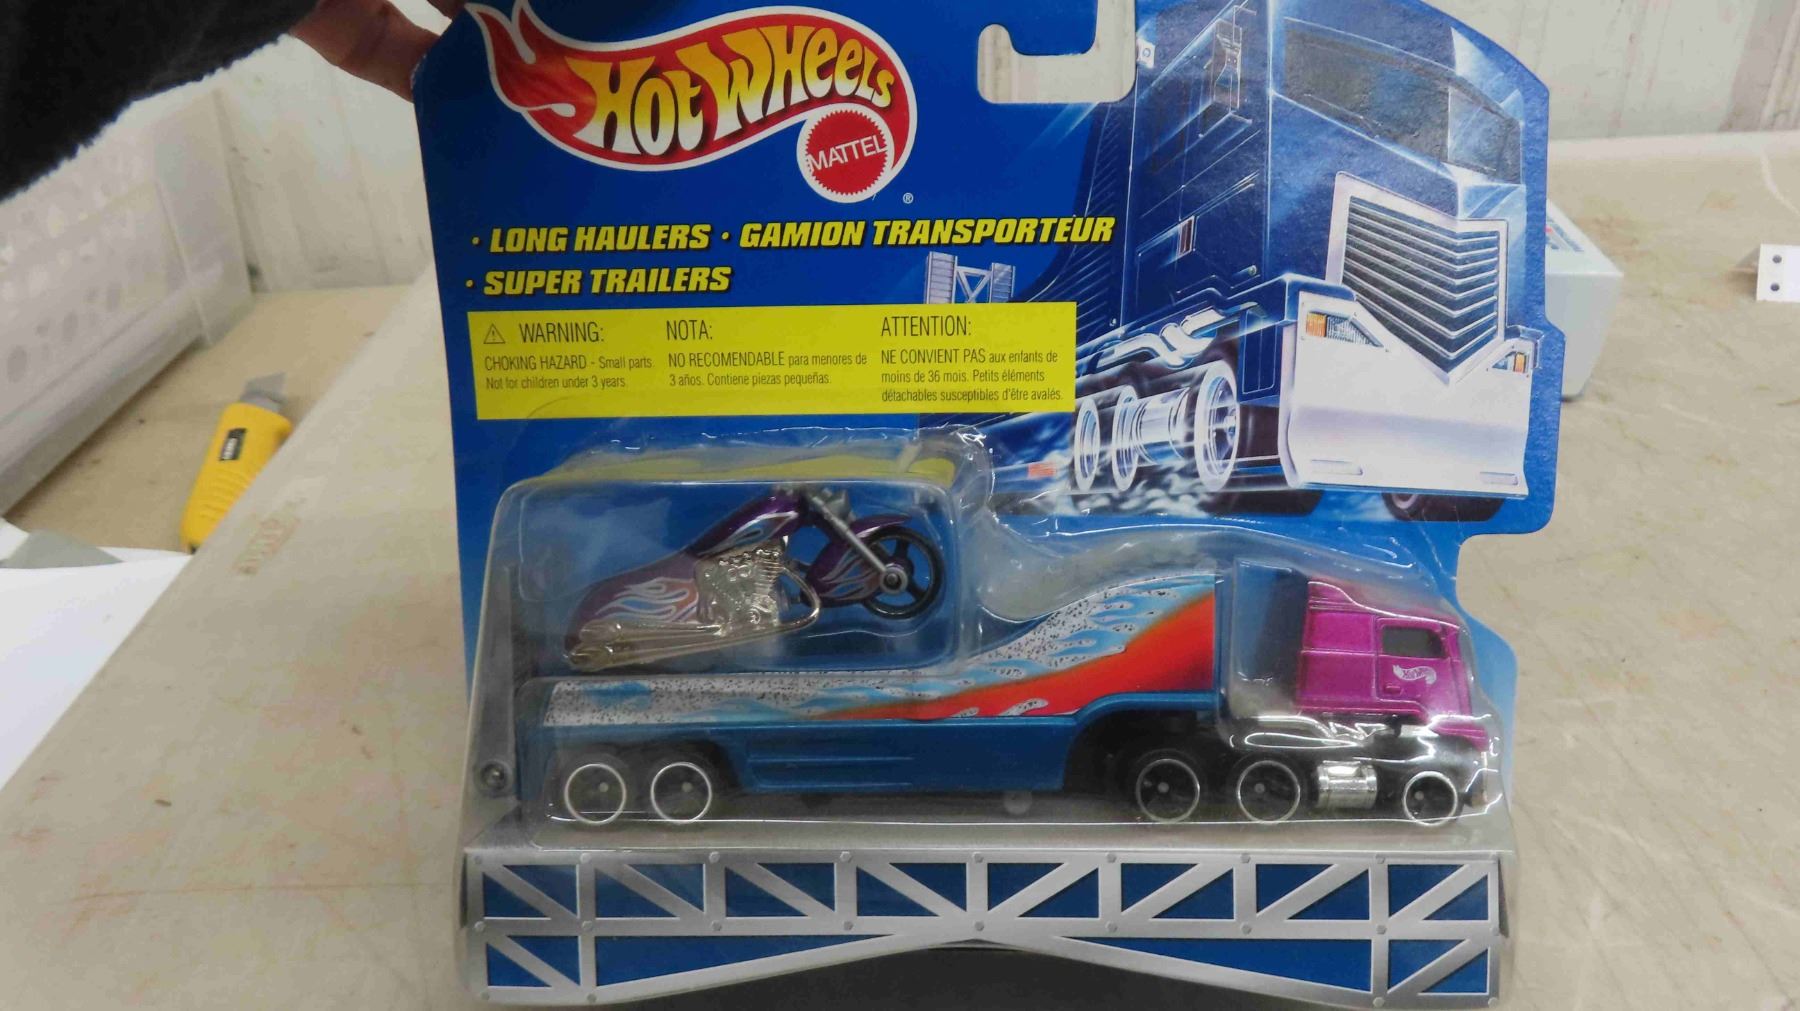 HOT WHEELS
MATTEL
®
· LONG HAULERS · GAMION TRANSPORTEUR
· SUPER TRAILERS
⚠ WARNING:
CHOKING HAZARD - Small parts
Not for children under 3 years.
NOTA:
NO RECOMENDABLE para menores de
3 años. Contiene piezas pequeñas.
ATTENTION:
NE CONVIENT PAS aux enfants de
moins de 36 mois. Petits éléments
détachables susceptibles d'être avalés.
Hot Wheels